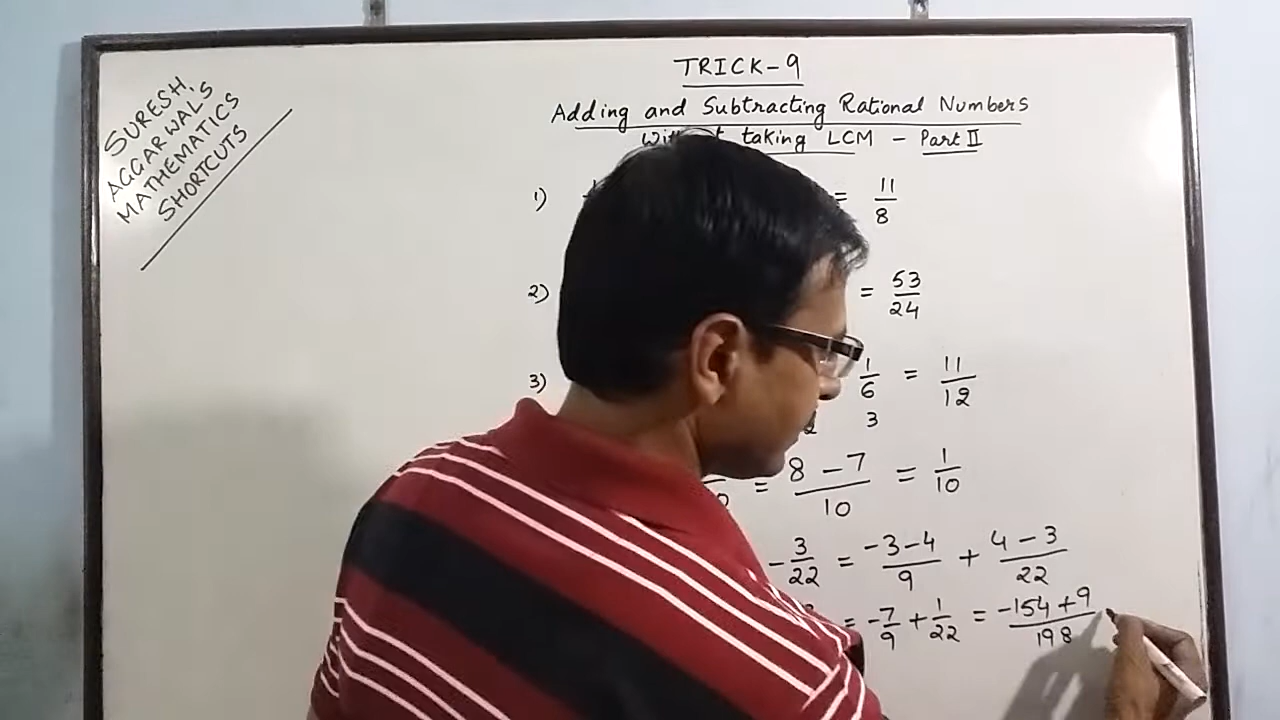 SURESH
AGGARWAL'S
MATHEMATICS
SHORTCUTS
TRICK-9
Adding and Subtracting Rational Numbers
taking LCM - Part II
1) = 11/8
2) = 53/24
3) 1/6 = 11/12
3
= 8 - 7/10 = 1/10
- 3/22 = -3-4/9 + 4-3/22
= -7/9 + 1/22 = -154+9/198